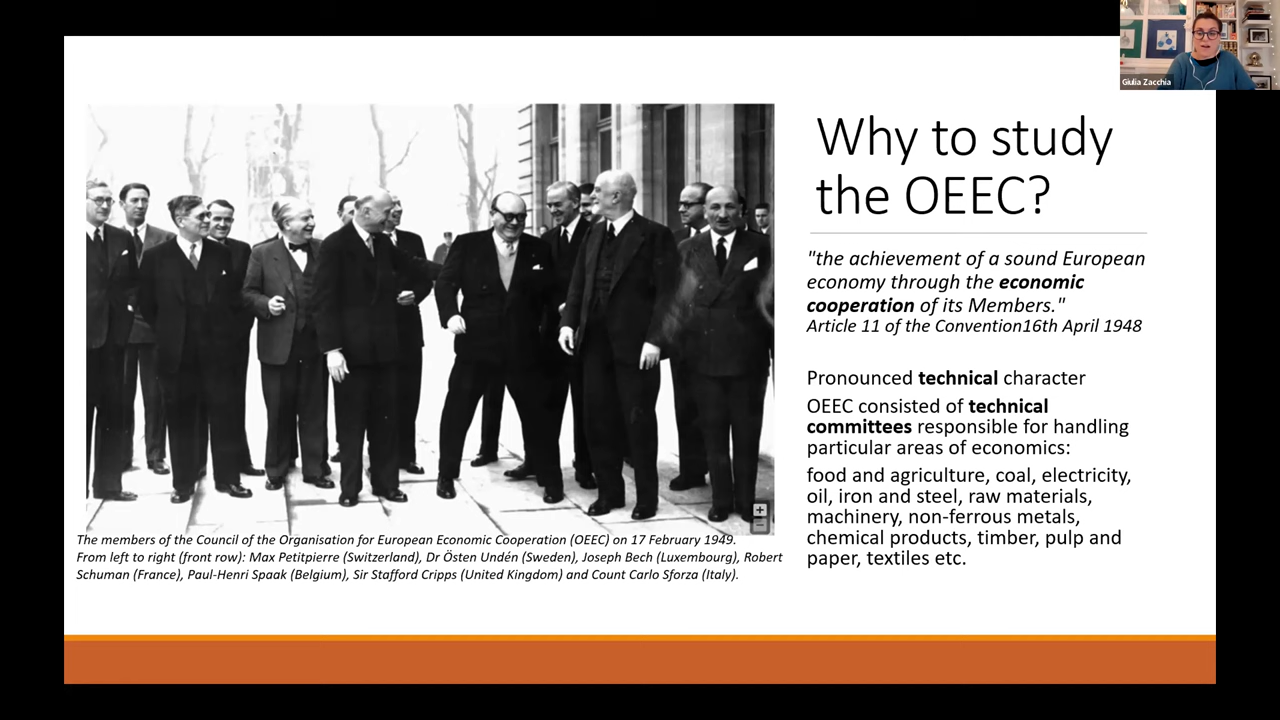 Giulia Zacchia
Why to study
the OEEC?
"the achievement of a sound European
economy through the economic
cooperation of its Members."
Article 11 of the Convention16th April 1948
Pronounced technical character
OEEC consisted of technical
committees responsible for handling
particular areas of economics:
food and agriculture, coal, electricity,
oil, iron and steel, raw materials,
machinery, non-ferrous metals,
chemical products, timber, pulp and
paper, textiles etc.
The members of the Council of the Organisation for European Economic Cooperation (OEEC) on 17 February 1949.
From left to right (front row): Max Petitpierre (Switzerland), Dr Östen Undén (Sweden), Joseph Bech (Luxembourg), Robert
Schuman (France), Paul-Henri Spaak (Belgium), Sir Stafford Cripps (United Kingdom) and Count Carlo Sforza (Italy).